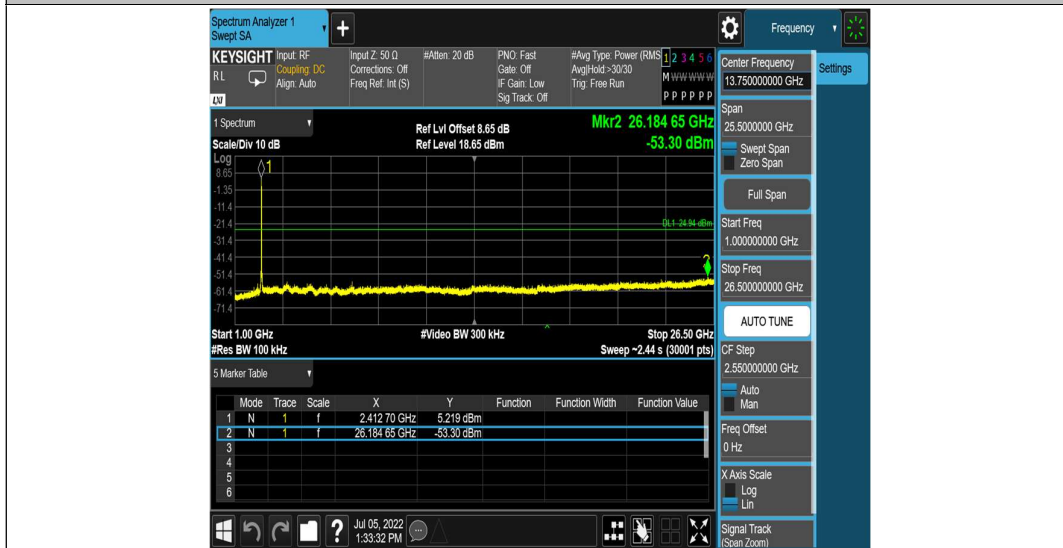 Spectrum Analyzer 1
Swept SA
+
Frequency
KEYSIGHT
RL
LXI
Input: RF
Coupling: DC
Align: Auto
Input Z: 50 Ω
Corrections: Off
Freq Ref: Int (S)
#Atten: 20 dB
PNO: Fast
Gate: Off
IF Gain: Low
Sig Track: Off
#Avg Type: Power (RMS
Avg|Hold:>30/30
Trig: Free Run
1 2 3 4 5 6
M W W W W W
P P P P P P
Center Frequency
13.750000000 GHz
Settings
Span
25.5000000 GHz
Swept Span
Zero Span
Full Span
Start Freq
1.000000000 GHz
Stop Freq
26.500000000 GHz
AUTO TUNE
CF Step
2.550000000 GHz
Auto
Man
Freq Offset
0 Hz
X Axis Scale
Log
Lin
Signal Track
(Span Zoom)
1 Spectrum
Scale/Div 10 dB
Ref Lvl Offset 8.65 dB
Ref Level 18.65 dBm
Mkr2 26.184 65 GHz
-53.30 dBm
Log
8.65
-1.35
-11.4
-21.4
-31.4
-41.4
-51.4
-61.4
-71.4
1
DL1 -24.94 dBm
2
Start 1.00 GHz
#Res BW 100 kHz
#Video BW 300 kHz
Stop 26.50 GHz
Sweep ~2.44 s (30001 pts)
5 Marker Table
Mode Trace Scale X Y Function Function Width Function Value
1 N 1 f 2.412 70 GHz 5.219 dBm
2 N 1 f 26.184 65 GHz -53.30 dBm
3
4
5
6
?
Jul 05, 2022
1:33:32 PM